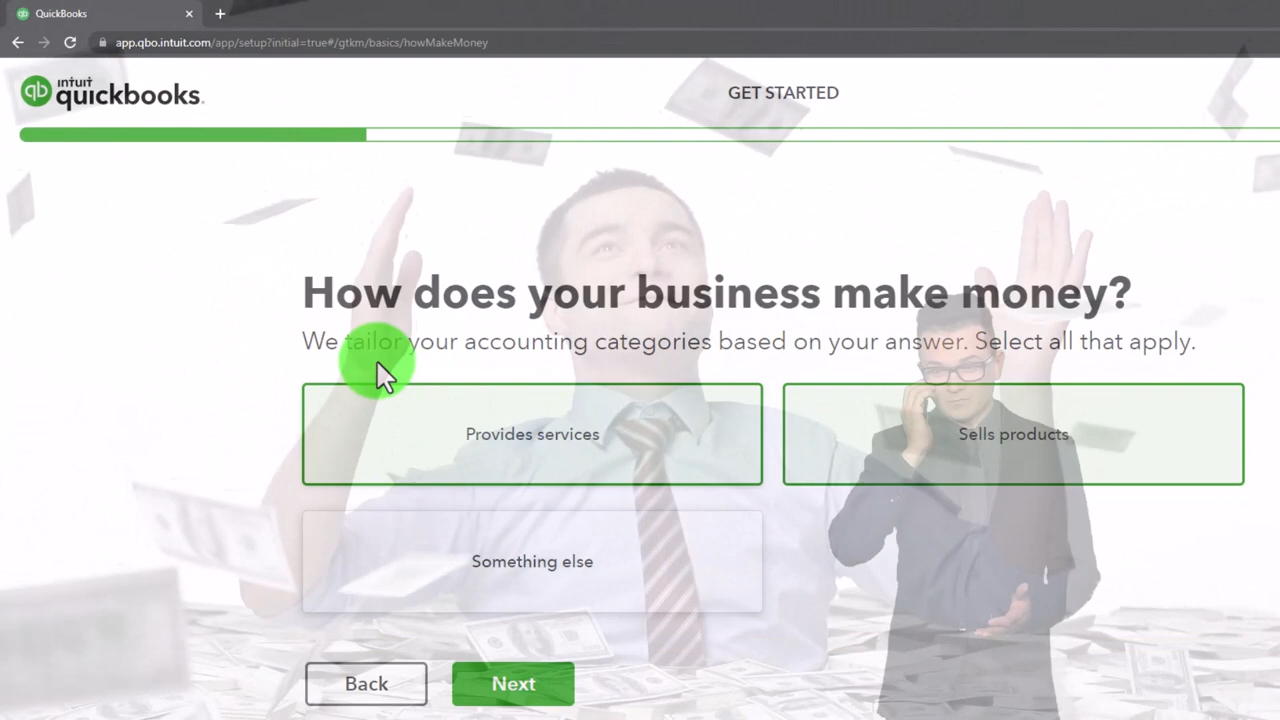 QuickBooks
app.qbo.intuit.com/app/setup?initial=true#/gtkm/basics/howMakeMoney
qb intuit
quickbooks.
GET STARTED
How does your business make money?
We tailor your accounting categories based on your answer. Select all that apply.
Provides services
Sells products
Something else
Back
Next